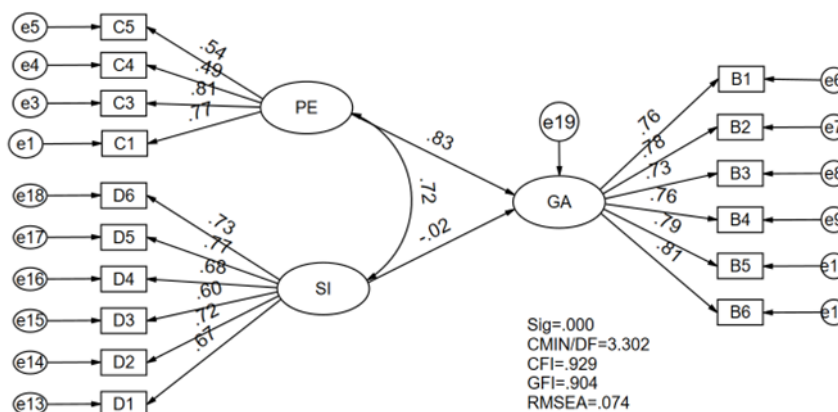 e5 C5 .54
e4 C4 .49
e3 C3 .81
e1 C1 .77
PE
e18 D6 .73
e17 D5 .77
e16 D4 .68
e15 D3 .60
e14 D2 .72
e13 D1 .67
SI
.83
.72
-.02
e19
GA
.76 B1 e6
.78 B2 e7
.73 B3 e8
.76 B4 e9
.79 B5 e1
.81 B6 e1
Sig=.000
CMIN/DF=3.302
CFI=.929
GFI=.904
RMSEA=.074